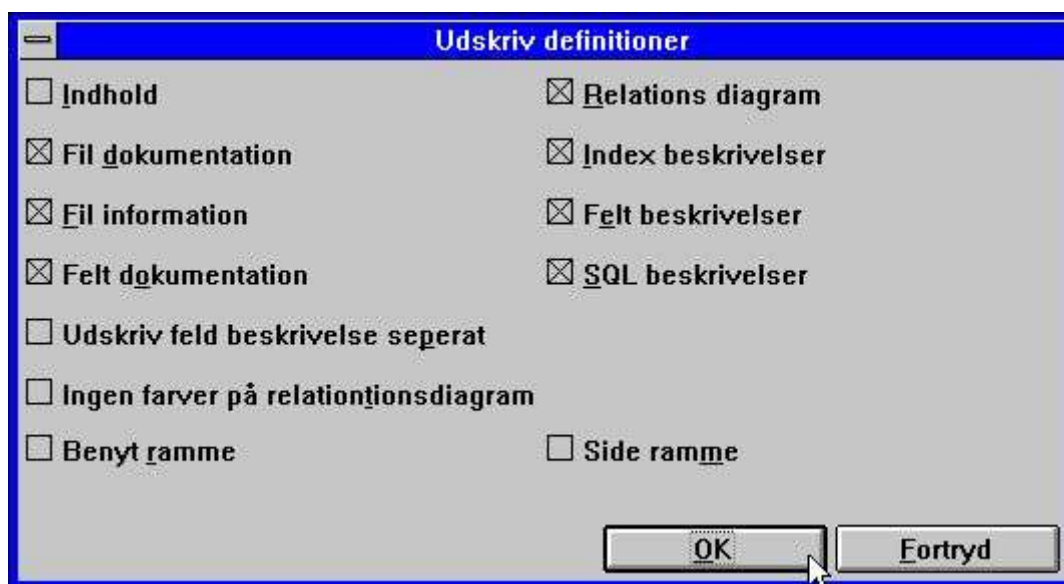 Udskriv definitioner
Indhold
Relations diagram
Fil dokumentation
Index beskrivelser
Fil information
Felt beskrivelser
Felt dokumentation
SQL beskrivelser
Udskriv feld beskrivelse seperat
Ingen farver på relationtionsdiagram
Benyt ramme
Side ramme
OK
Fortryd